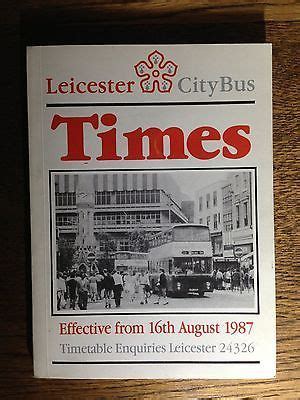 Leicester CityBus
Times
Effective from 16th August 1987
Timetable Enquiries Leicester 24326